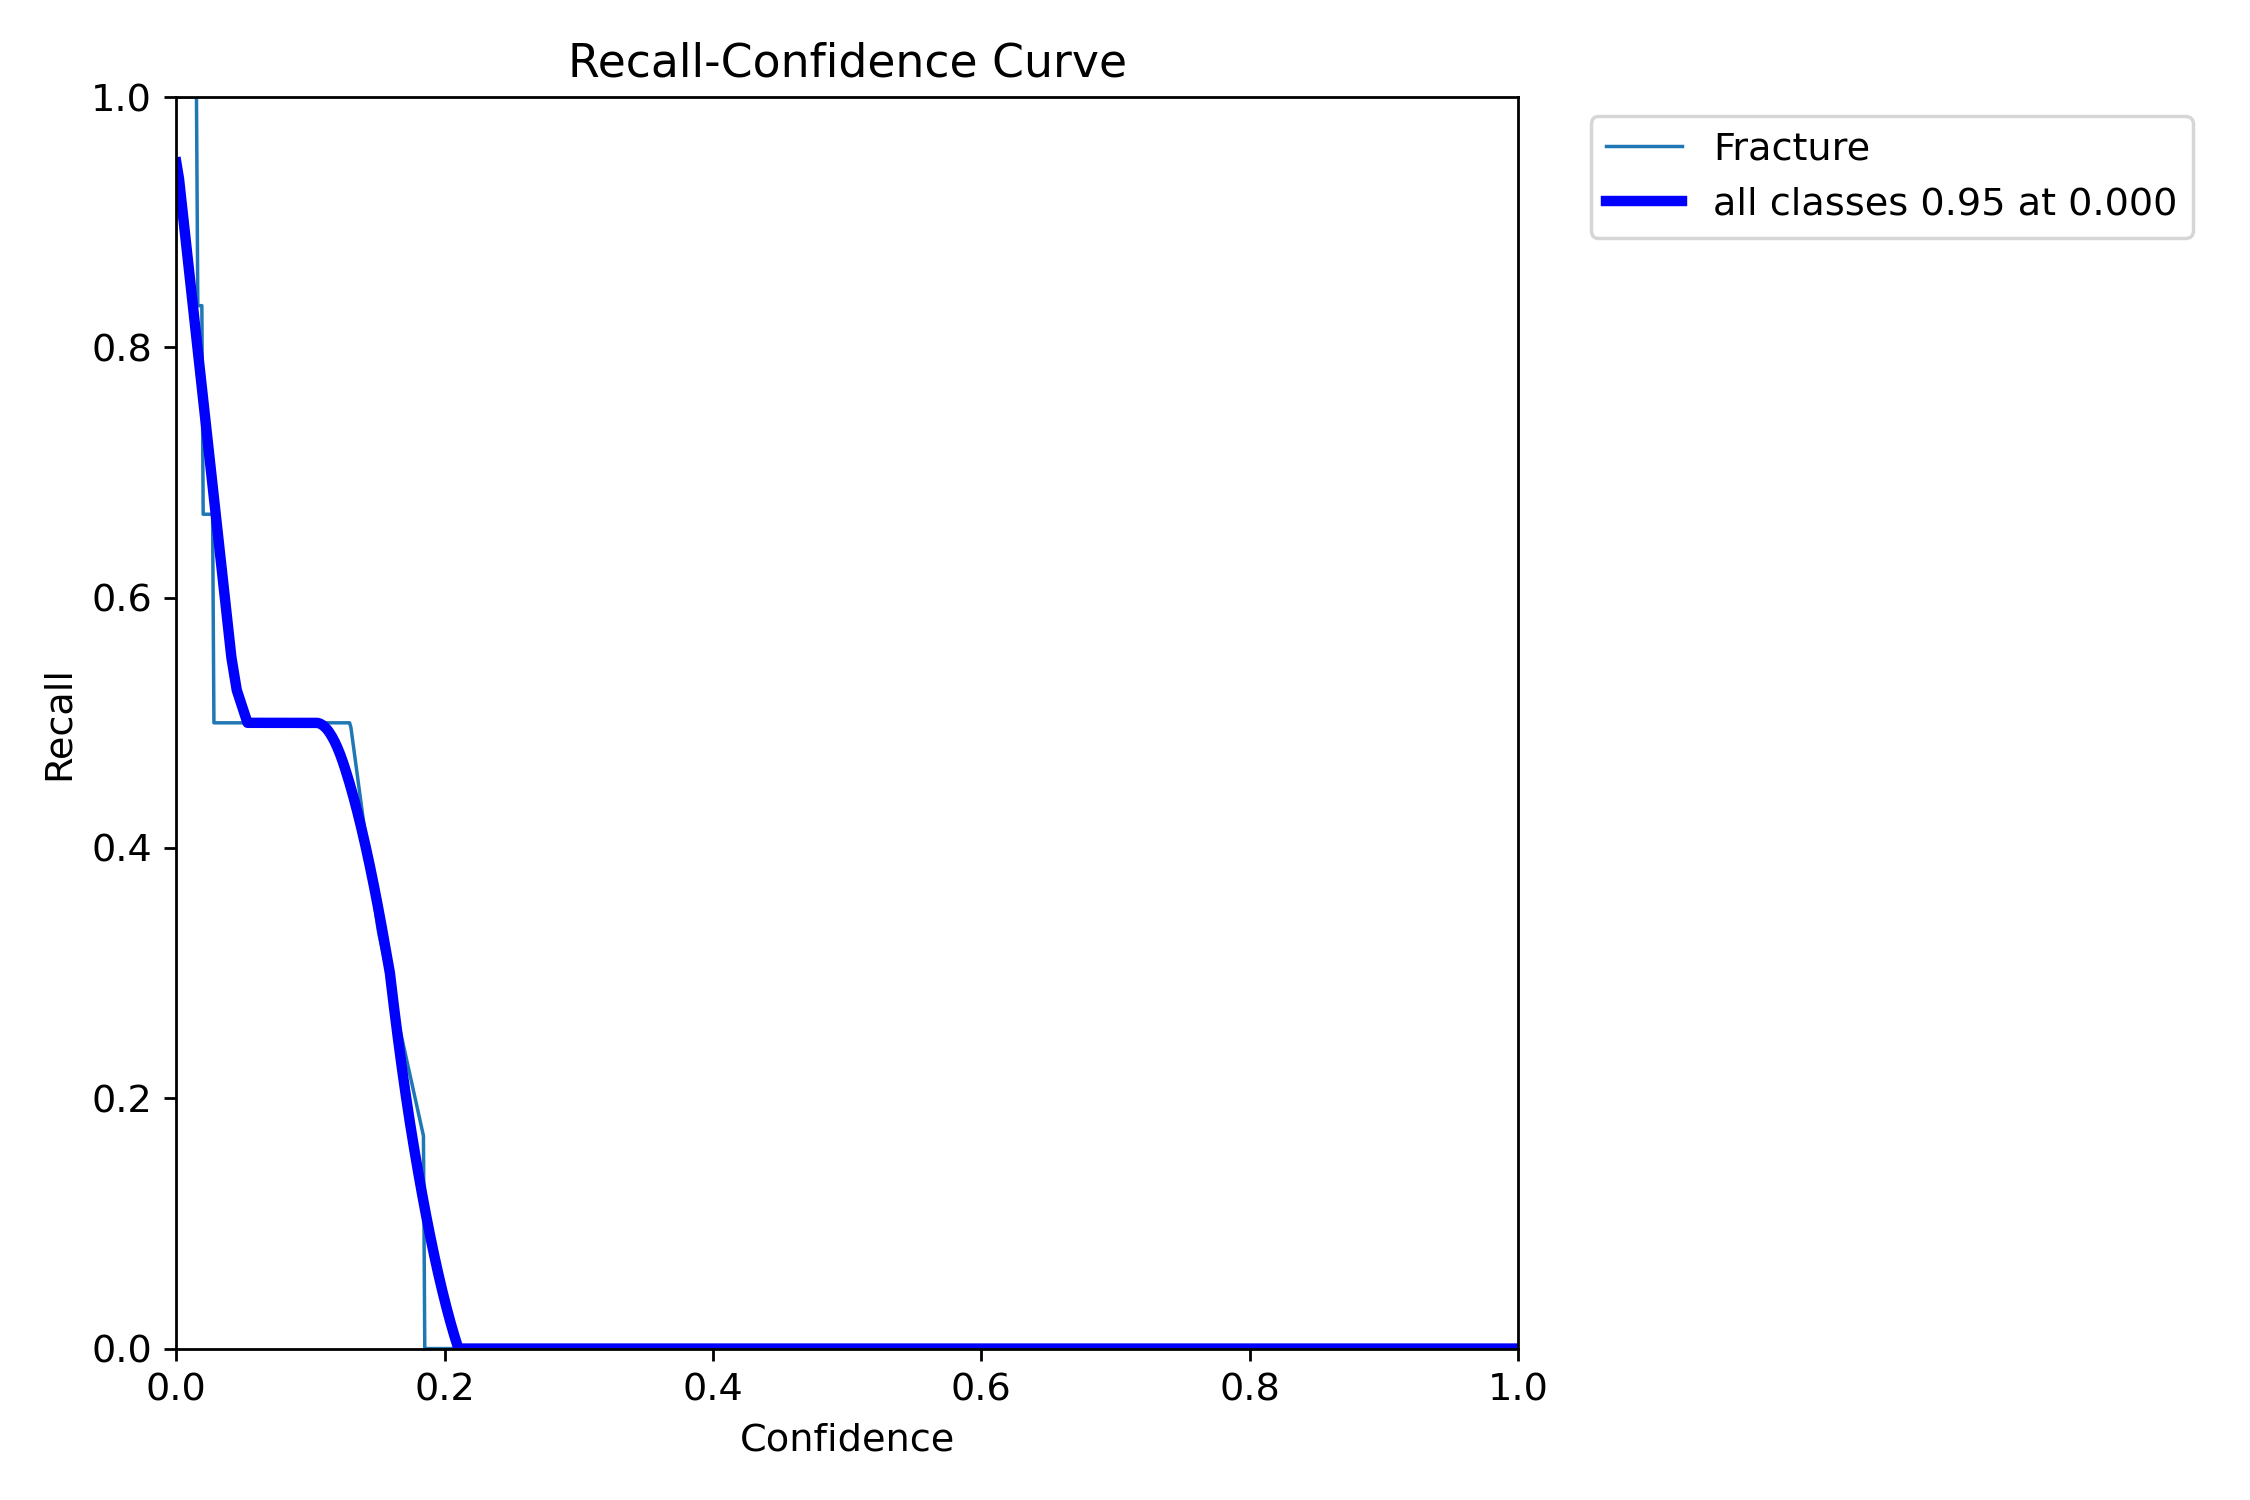 Recall-Confidence Curve
1.0
0.8
0.6
0.4
0.2
0.0
Recall
0.0 0.2 0.4 0.6 0.8 1.0
Confidence
Fracture
all classes 0.95 at 0.000